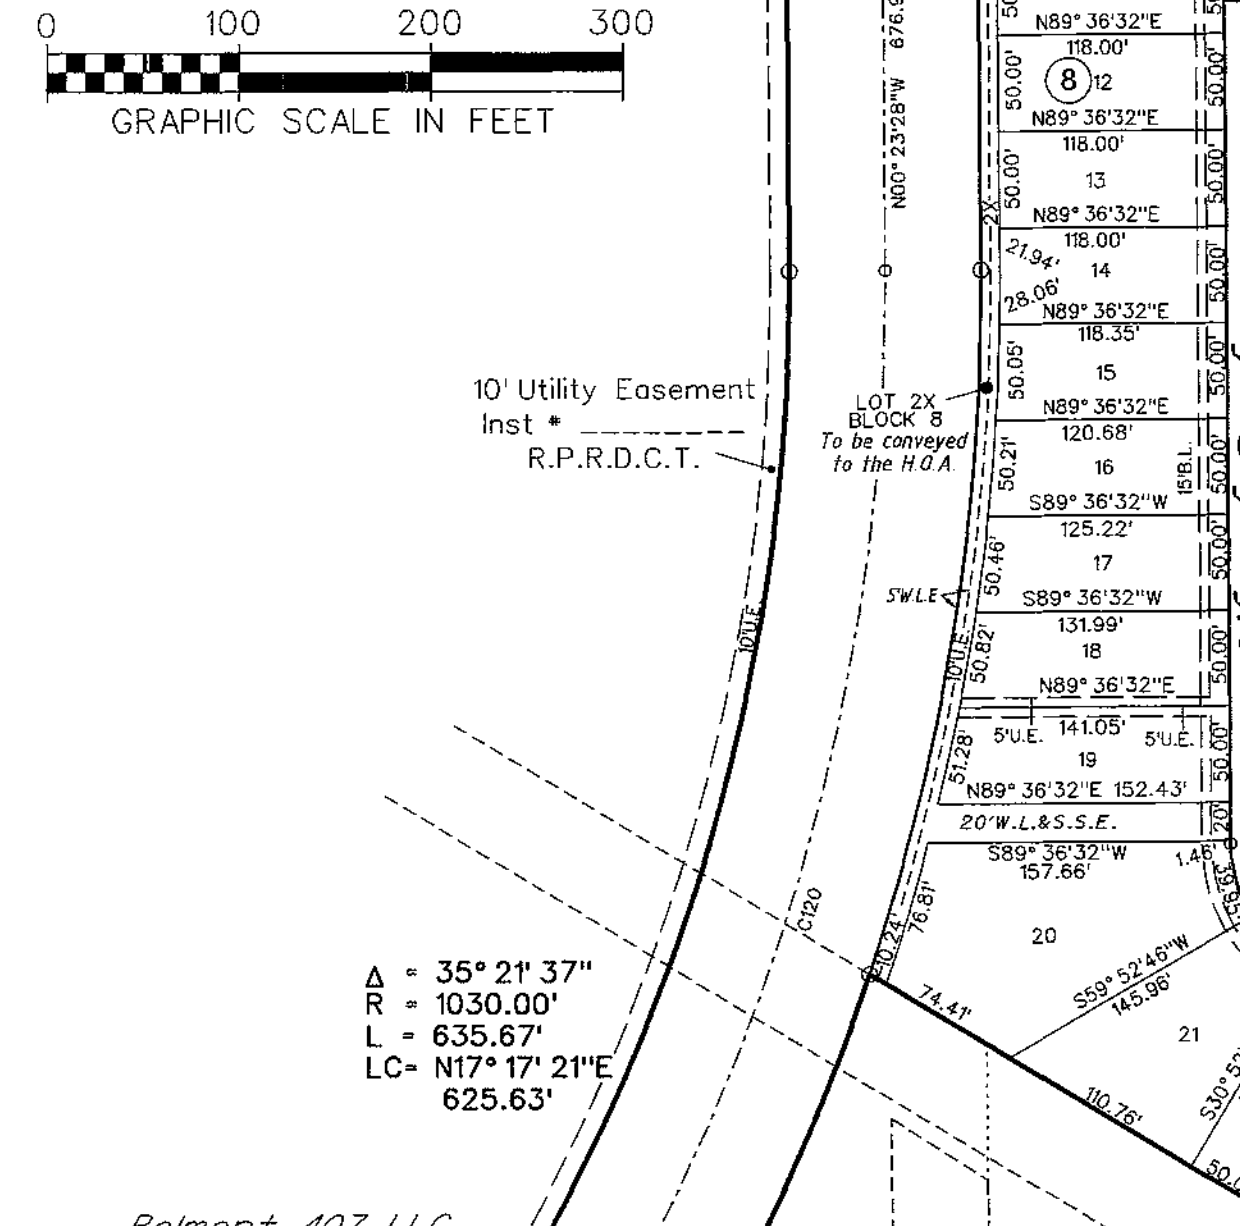 0 100 200 300
GRAPHIC SCALE IN FEET
N00° 23'28"W
N89° 36'32"E
118.00'
50.00'
8
12
50.00'
N89° 36'32"E
118.00'
50.00'
13
50.00'
2X
N89° 36'32"E
118.00'
21.94'
14
50.00'
28.06'
N89° 36'32"E
118.35'
50.05'
15
50.00'
10' Utility Easement
Inst # ________
R.P.R.D.C.T.
LOT 2X
BLOCK 8
To be conveyed
to the H.O.A.
N89° 36'32"E
120.68'
50.21'
16
15'B.L.
50.00'
S89° 36'32"W
125.22'
50.46'
17
50.00'
5'W.L.E
S89° 36'32"W
131.99'
10'U.E.
10'U.E.
50.82'
18
50.00'
N89° 36'32"E
141.05'
5'U.E.
5'U.E.
51.28'
19
50.00'
N89° 36'32"E 152.43'
20'W.L.&S.S.E.
20'
S89° 36'32"W
157.66'
1.46'
76.81'
C120
210.24'
20
S59° 52'46"W
145.96'
74.41'
21
110.76'
Δ = 35° 21' 37"
R = 1030.00'
L = 635.67'
LC= N17° 17' 21"E
625.63'